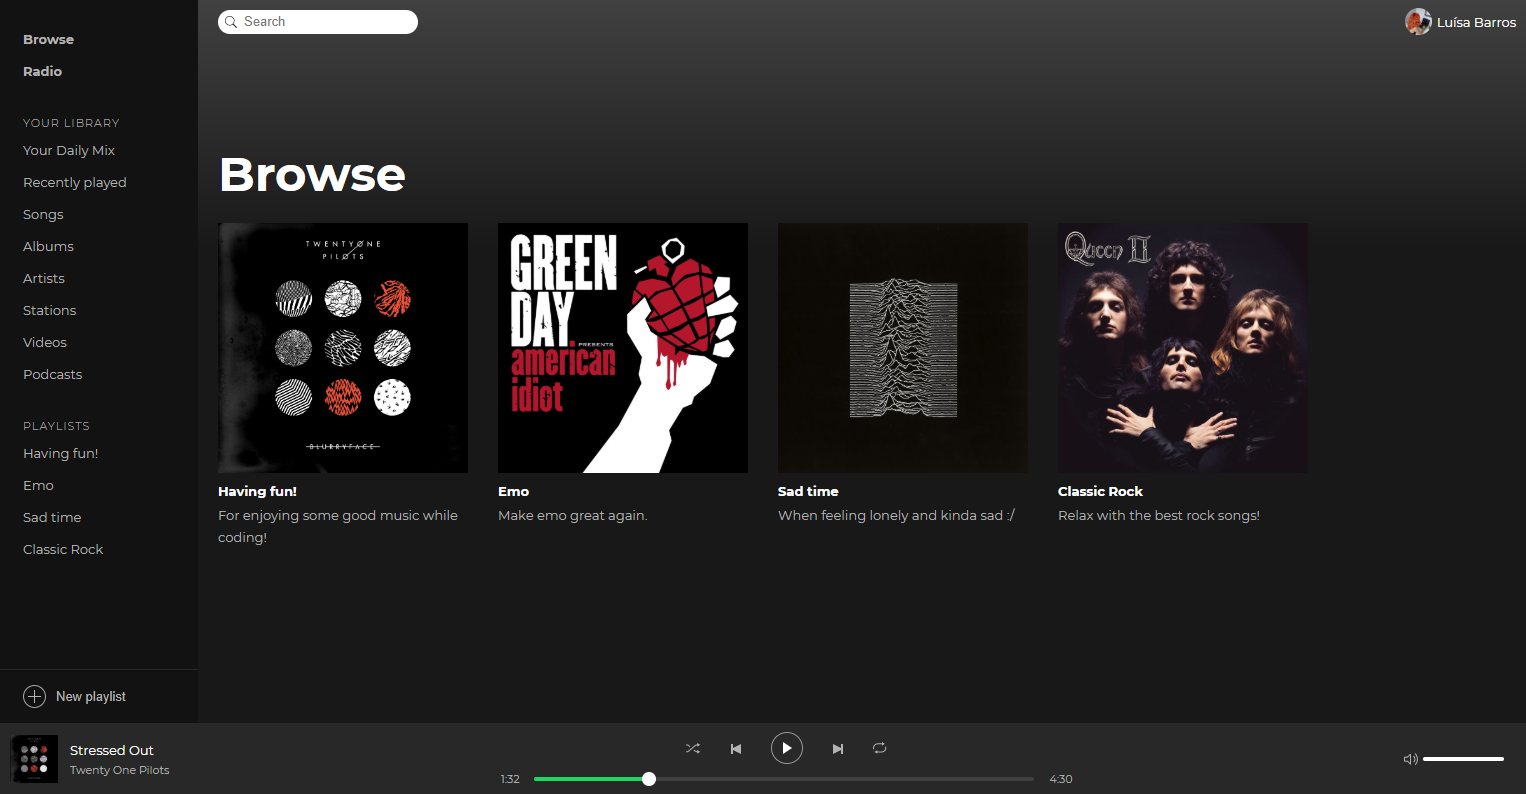 Browse
Radio
YOUR LIBRARY
Your Daily Mix
Recently played
Songs
Albums
Artists
Stations
Videos
Podcasts
PLAYLISTS
Having fun!
Emo
Sad time
Classic Rock
New playlist
Search
Luísa Barros
Browse
TWENTY ONE
PILOTS
BLURRYFACE
Having fun!
For enjoying some good music while
coding!
GREEN
DAY
PRESENTS
american
idiot
Emo
Make emo great again.
Sad time
When feeling lonely and kinda sad :/
Queen II
Classic Rock
Relax with the best rock songs!
Stressed Out
Twenty One Pilots
1:32
4:30